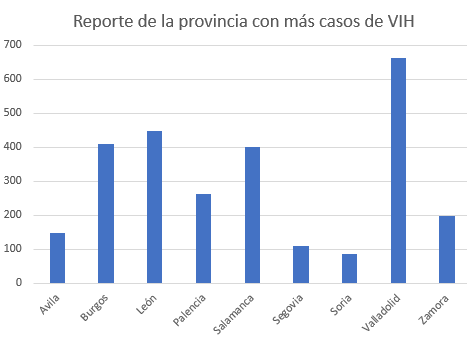 Reporte de la provincia con más casos de VIH
700
600
500
400
300
200
100
0
Avila
Burgos
León
Palencia
Salamanca
Segovia
Soria
Valladolid
Zamora